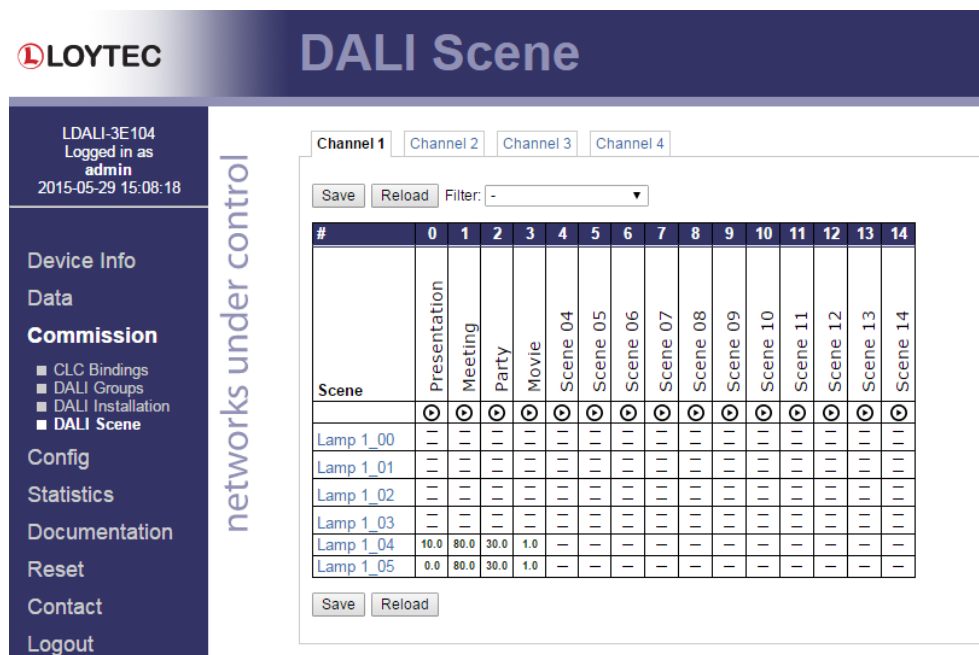 LOYTEC
DALI Scene
LDALI-3E104
Logged in as
admin
2015-05-29 15:08:18
Device Info
Data
Commission
CLC Bindings
DALI Groups
DALI Installation
DALI Scene
Config
Statistics
Documentation
Reset
Contact
Logout
networks under control
Channel 1 Channel 2 Channel 3 Channel 4
Save Reload Filter: -
# 0 1 2 3 4 5 6 7 8 9 10 11 12 13 14
Scene Presentation Meeting Party Movie Scene 04 Scene 05 Scene 06 Scene 07 Scene 08 Scene 09 Scene 10 Scene 11 Scene 12 Scene 13 Scene 14
Lamp 1_00 – – – – – – – – – – – – – – –
– – – – – – – – – – – – – – –
Lamp 1_01 – – – – – – – – – – – – – – –
– – – – – – – – – – – – – – –
Lamp 1_02 – – – – – – – – – – – – – – –
– – – – – – – – – – – – – – –
Lamp 1_03 – – – – – – – – – – – – – – –
– – – – – – – – – – – – – – –
Lamp 1_04 10.0 80.0 30.0 1.0 – – – – – – – – – – –
Lamp 1_05 0.0 80.0 30.0 1.0 – – – – – – – – – – –
Save Reload